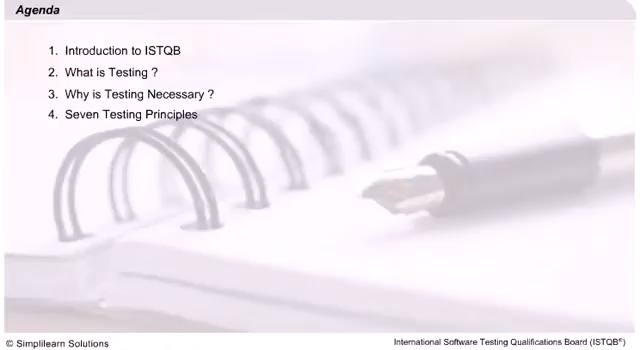 Agenda
1. Introduction to ISTQB
2. What is Testing ?
3. Why is Testing Necessary ?
4. Seven Testing Principles
© Simplilearn Solutions
International Software Testing Qualifications Board (ISTQB®)